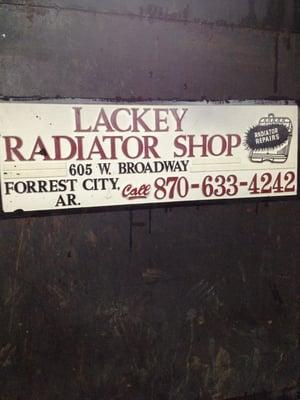 LACKEY
RADIATOR SHOP
RADIATOR
REPAIRS
605 W. BROADWAY
FORREST CITY,
AR.
Call 870-633-4242